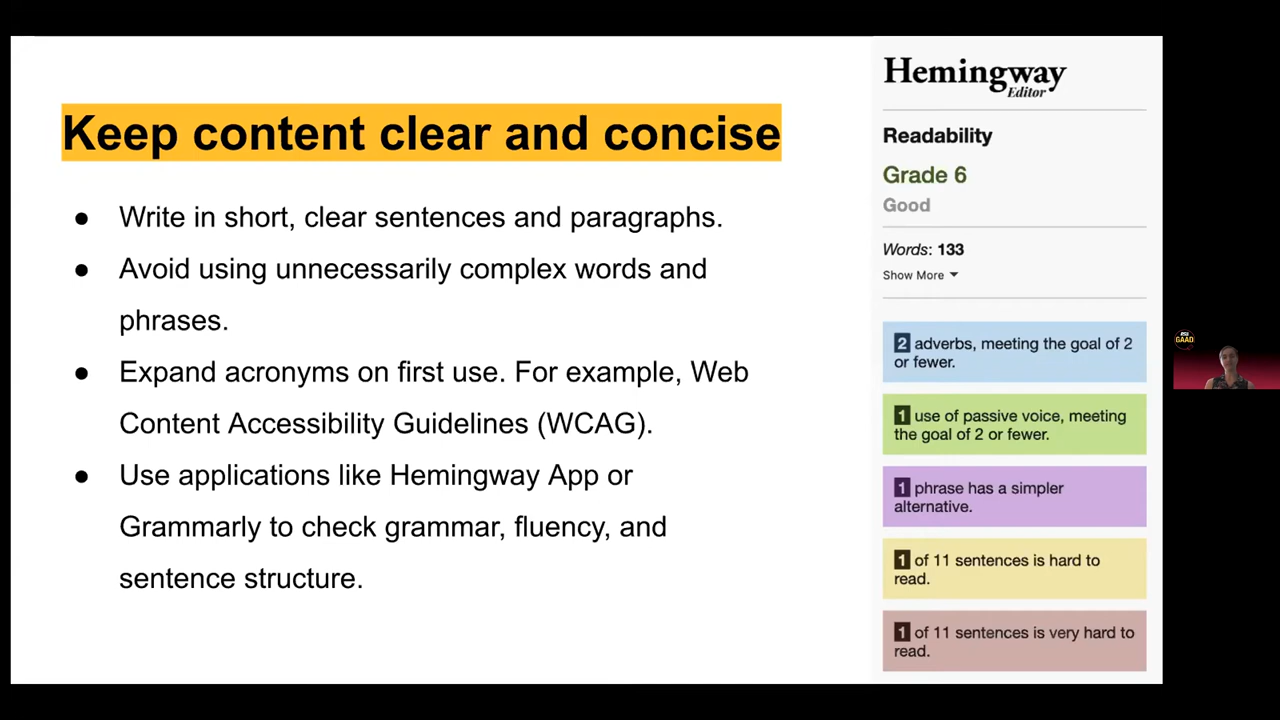 Keep content clear and concise
● Write in short, clear sentences and paragraphs.
● Avoid using unnecessarily complex words and
phrases.
● Expand acronyms on first use. For example, Web
Content Accessibility Guidelines (WCAG).
● Use applications like Hemingway App or
Grammarly to check grammar, fluency, and
sentence structure.
Hemingway
Editor
Readability
Grade 6
Good
Words: 133
Show More
2 adverbs, meeting the goal of 2
or fewer.
1 use of passive voice, meeting
the goal of 2 or fewer.
1 phrase has a simpler
alternative.
1 of 11 sentences is hard to
read.
1 of 11 sentences is very hard to
read.
GAAD